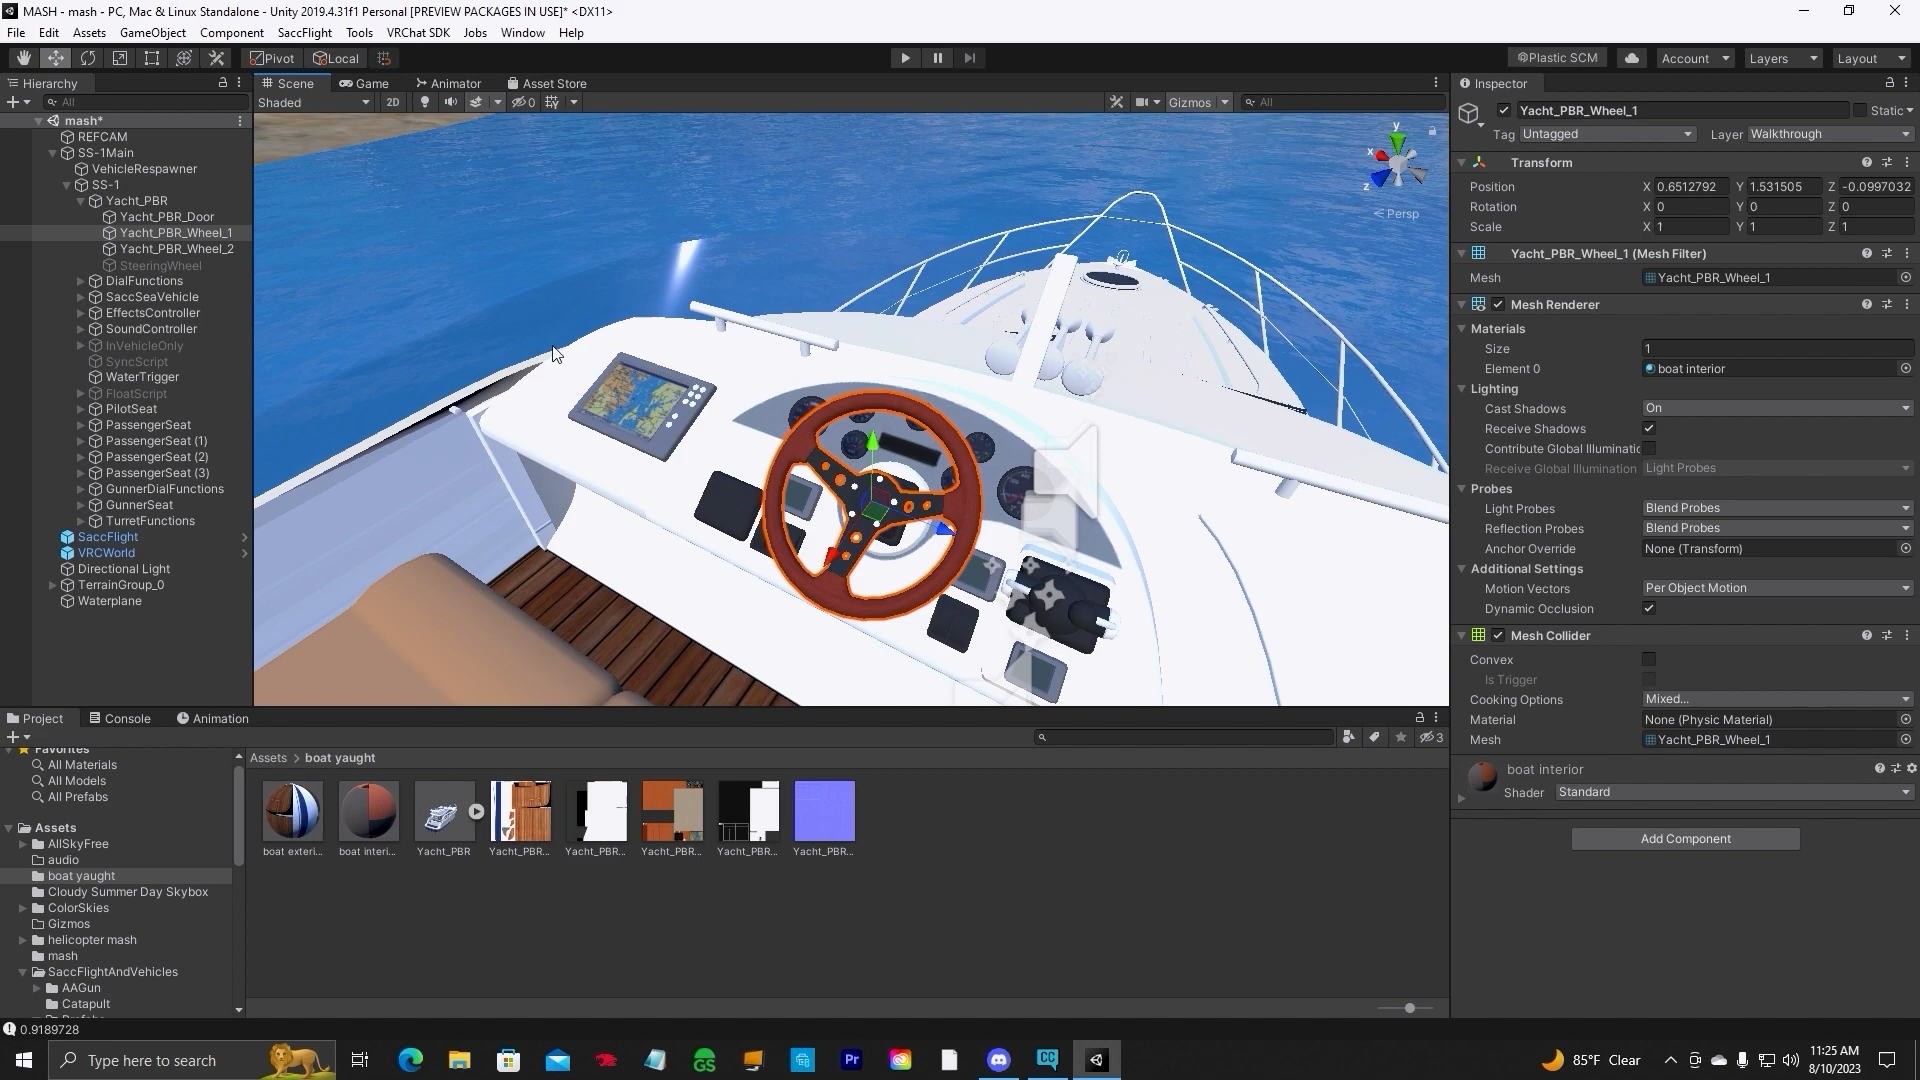 MASH - mash - PC, Mac & Linux Standalone - Unity 2019.4.31f1 Personal [PREVIEW PACKAGES IN USE]* <DX11>
File Edit Assets GameObject Component SaccFlight Tools VRChat SDK Jobs Window Help
Pivot Local Plastic SCM Account Layers Layout
Hierarchy
All
mash*
REFCAM
SS-1Main
VehicleRespawner
SS-1
Yacht_PBR
Yacht_PBR_Door
Yacht_PBR_Wheel_1
Yacht_PBR_Wheel_2
SteeringWheel
DialFunctions
SaccSeaVehicle
EffectsController
SoundController
InVehicleOnly
SyncScript
WaterTrigger
FloatScript
PilotSeat
PassengerSeat
PassengerSeat (1)
PassengerSeat (2)
PassengerSeat (3)
GunnerDialFunctions
GunnerSeat
TurretFunctions
SaccFlight
VRCWorld
Directional Light
TerrainGroup_0
Waterplane
Scene Game Animator Asset Store
Shaded 2D 0 Gizmos All
y
x
z
Persp
Inspector
Yacht_PBR_Wheel_1 Static
Tag Untagged Layer Walkthrough
Transform
Position X 0.6512792 Y 1.531505 Z -0.0997032
Rotation X 0 Y 0 Z 0
Scale X 1 Y 1 Z 1
Yacht_PBR_Wheel_1 (Mesh Filter)
Mesh Yacht_PBR_Wheel_1
Mesh Renderer
Materials
Size 1
Element 0 boat interior
Lighting
Cast Shadows On
Receive Shadows
Contribute Global Illuminatic
Receive Global Illumination Light Probes
Probes
Light Probes Blend Probes
Reflection Probes Blend Probes
Anchor Override None (Transform)
Additional Settings
Motion Vectors Per Object Motion
Dynamic Occlusion
Mesh Collider
Convex
Is Trigger
Cooking Options Mixed...
Material None (Physic Material)
Mesh Yacht_PBR_Wheel_1
boat interior
Shader Standard
Add Component
Project Console Animation
3
Favorites
All Materials
All Models
All Prefabs
Assets
AllSkyFree
audio
boat yaught
Cloudy Summer Day Skybox
ColorSkies
Gizmos
helicopter mash
mash
SaccFlightAndVehicles
AAGun
Catapult
Assets > boat yaught
boat exteri... boat interi... Yacht_PBR Yacht_PBR... Yacht_PBR... Yacht_PBR... Yacht_PBR... Yacht_PBR...
0.9189728
Type here to search
85°F Clear
11:25 AM
8/10/2023